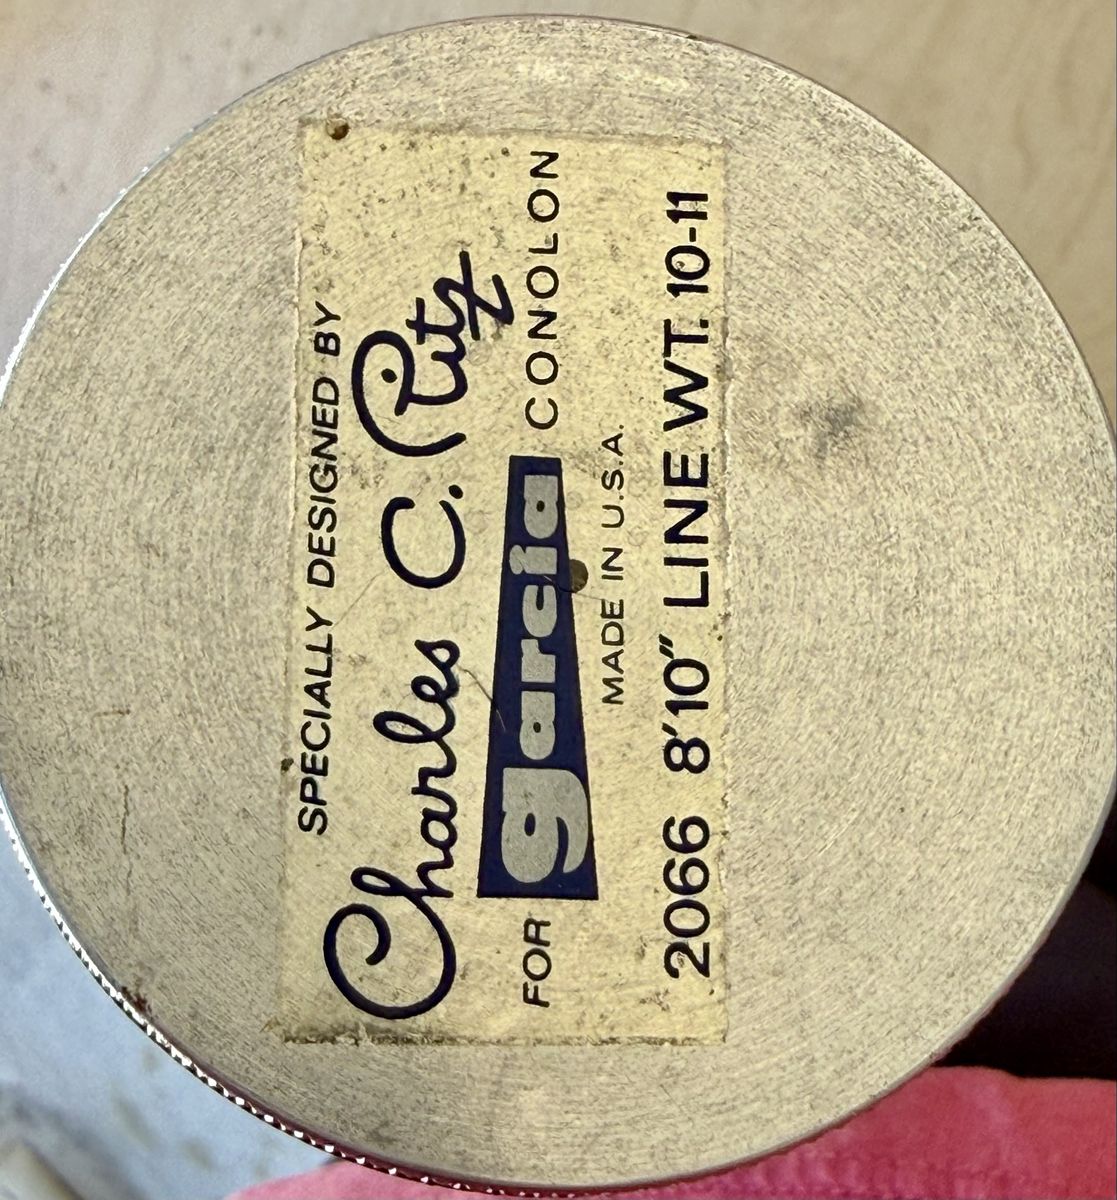 SPECIALLY DESIGNED BY
Charles C. Ritz
FOR garcia CONOLON
MADE IN U.S.A.
2066 8'10" LINE WT. 10-11